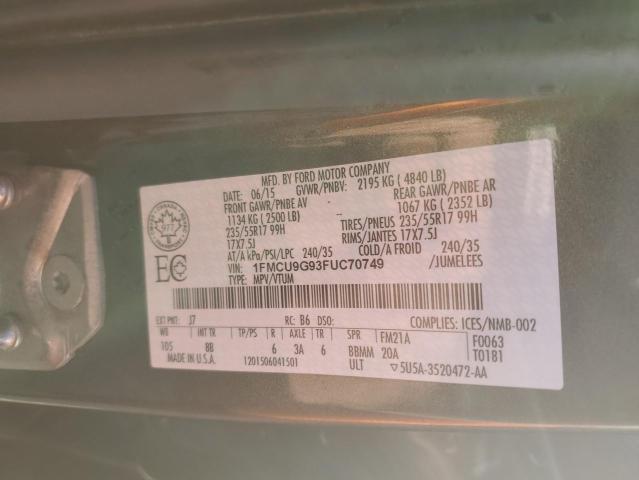 MFD. BY FORD MOTOR COMPANY
DATE: 06/15 GVWR/PNBV: 2195 KG ( 4840 LB)
FRONT GAWR/PNBE AV REAR GAWR/PNBE AR
1134 KG ( 2500 LB) 1067 KG ( 2352 LB)
235/55R17 99H TIRES/PNEUS 235/55R17 99H
17X7.5J RIMS/JANTES 17X7.5J
AT/A kPa/PSI/LPC 240/35 COLD/A FROID 240/35
VIN: 1FMCU9G93FUC70749 /JUMELEES
TYPE: MPV/VTUM
977
EC
EXT PNT: J7 RC: B6 DSO: COMPLIES: ICES/NMB-002
WB INT TR TP/PS R AXLE TR SPR FM21A F0063
105 8B 6 3A 6 BBMM 20A T0181
MADE IN U.S.A. 1201506041501 ULT ▽5U5A-3520472-AA